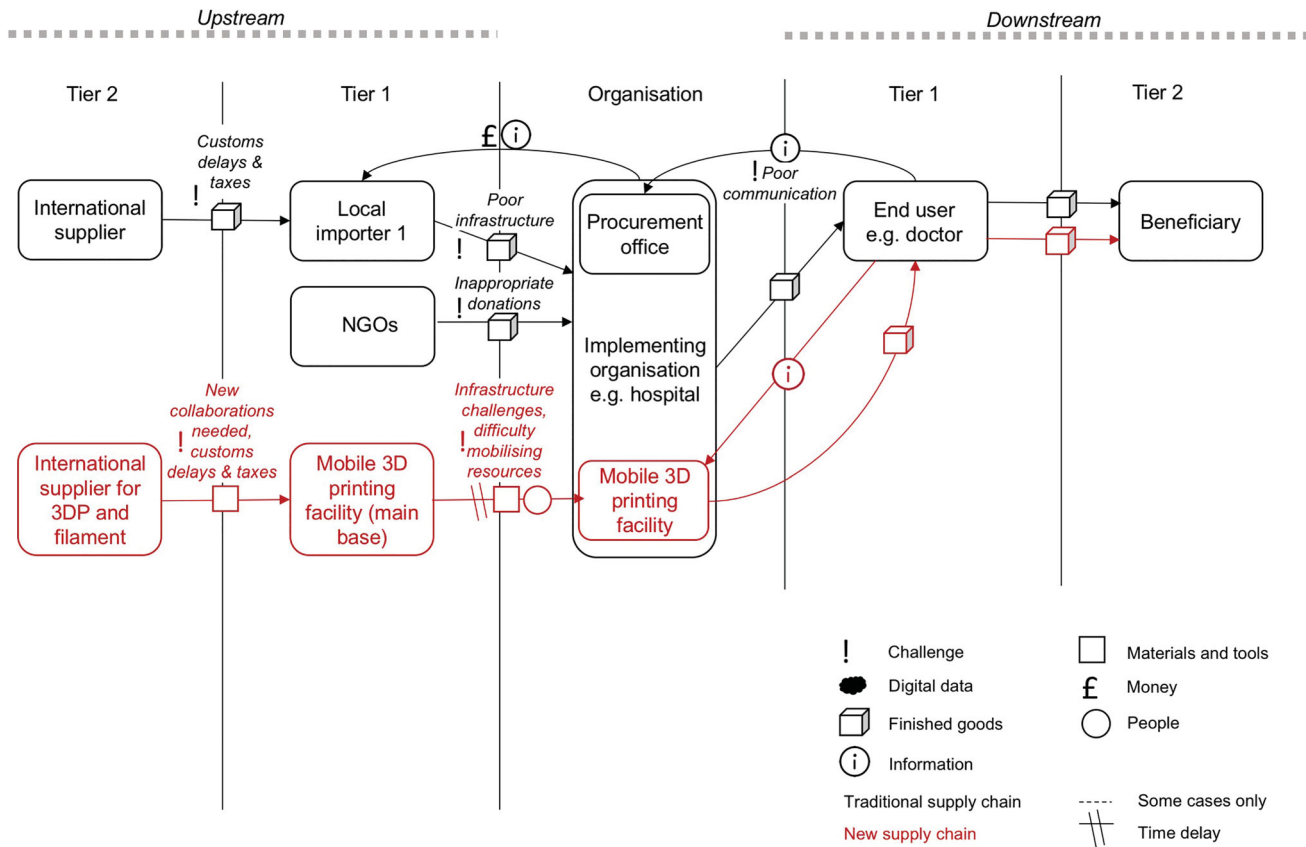 Upstream
Downstream
Tier 2
Tier 1
Organisation
Tier 1
Tier 2
Customs
delays &
taxes
!
£ i
i
! Poor
communication
International
supplier
Local
importer 1
Poor
infrastructure
!
Procurement
office
End user
e.g. doctor
Beneficiary
NGOs
! Inappropriate
donations
Implementing
organisation
e.g. hospital
i
New
collaborations
! needed,
customs
delays & taxes
Infrastructure
challenges,
! difficulty
mobilising
resources
International
supplier for
3DP and
filament
Mobile 3D
printing
facility (main
base)
Mobile 3D
printing
facility
! Challenge
Digital data
Finished goods
i Information
Traditional supply chain
New supply chain
Materials and tools
£ Money
People
Some cases only
Time delay